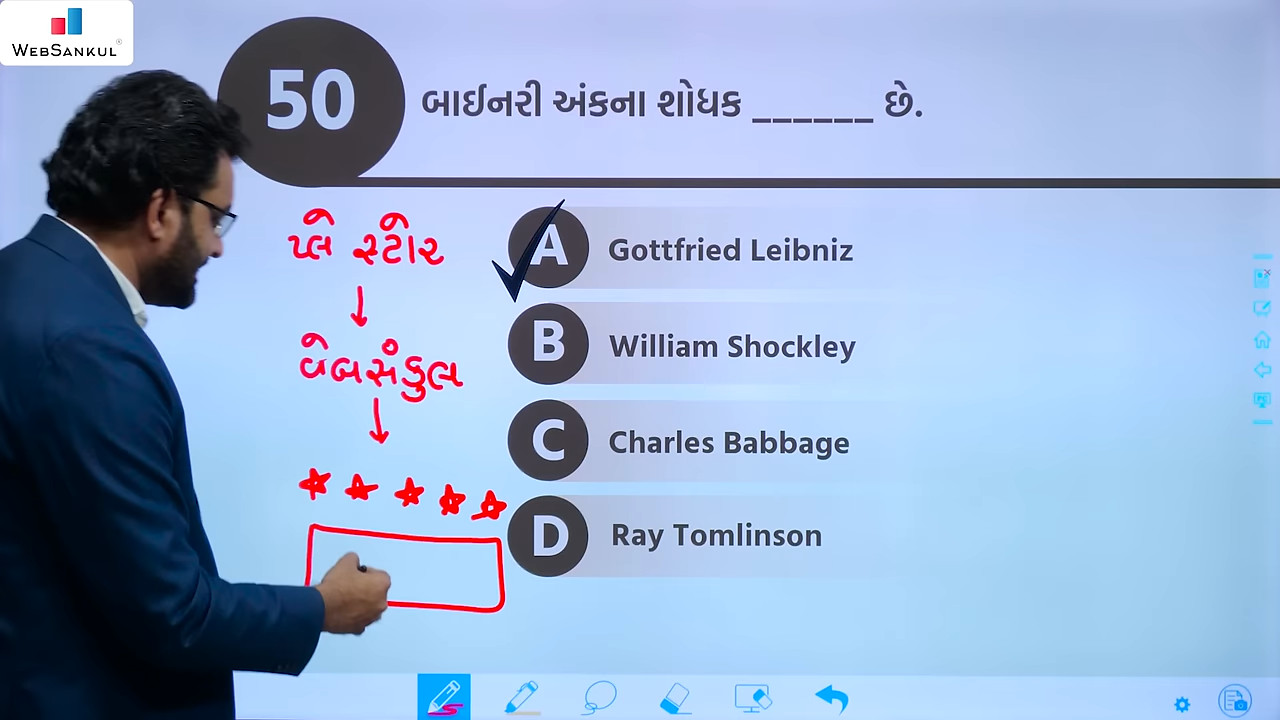 WEBSANKUL
50
બાઈનરી અંકના શોધક ______ છે.
A Gottfried Leibniz
B William Shockley
C Charles Babbage
D Ray Tomlinson
પ્લે સ્ટોર
વેબસંકુલ